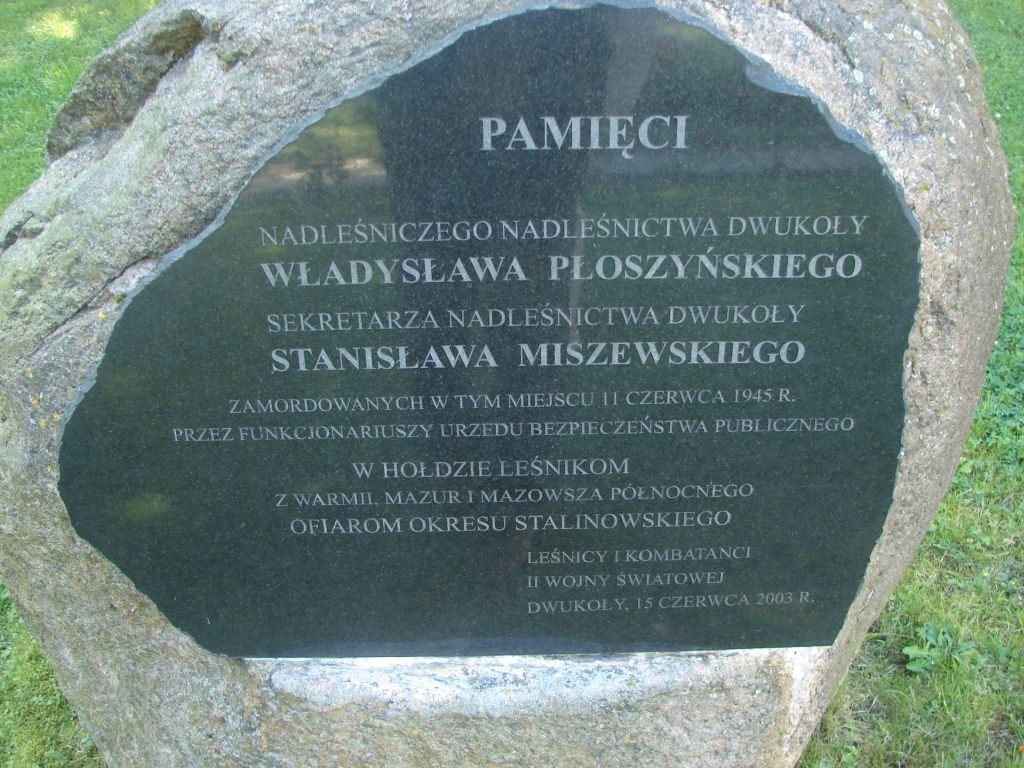 PAMIĘCI
NADLEŚNICZEGO NADLEŚNICTWA DWUKOŁY
WŁADYSŁAWA PŁOSZYŃSKIEGO
SEKRETARZA NADLEŚNICTWA DWUKOŁY
STANISŁAWA MISZEWSKIEGO
ZAMORDOWANYCH W TYM MIEJSCU 11 CZERWCA 1945 R.
PRZEZ FUNKCJONARIUSZY URZEDU BEZPIECZEŃSTWA PUBLICZNEGO
W HOŁDZIE LEŚNIKOM
Z WARMII, MAZUR I MAZOWSZA PÓŁNOCNEGO
OFIAROM OKRESU STALINOWSKIEGO
LEŚNICY I KOMBATANCI
II WOJNY ŚWIATOWEJ
DWUKOŁY, 15 CZERWCA 2003 R.